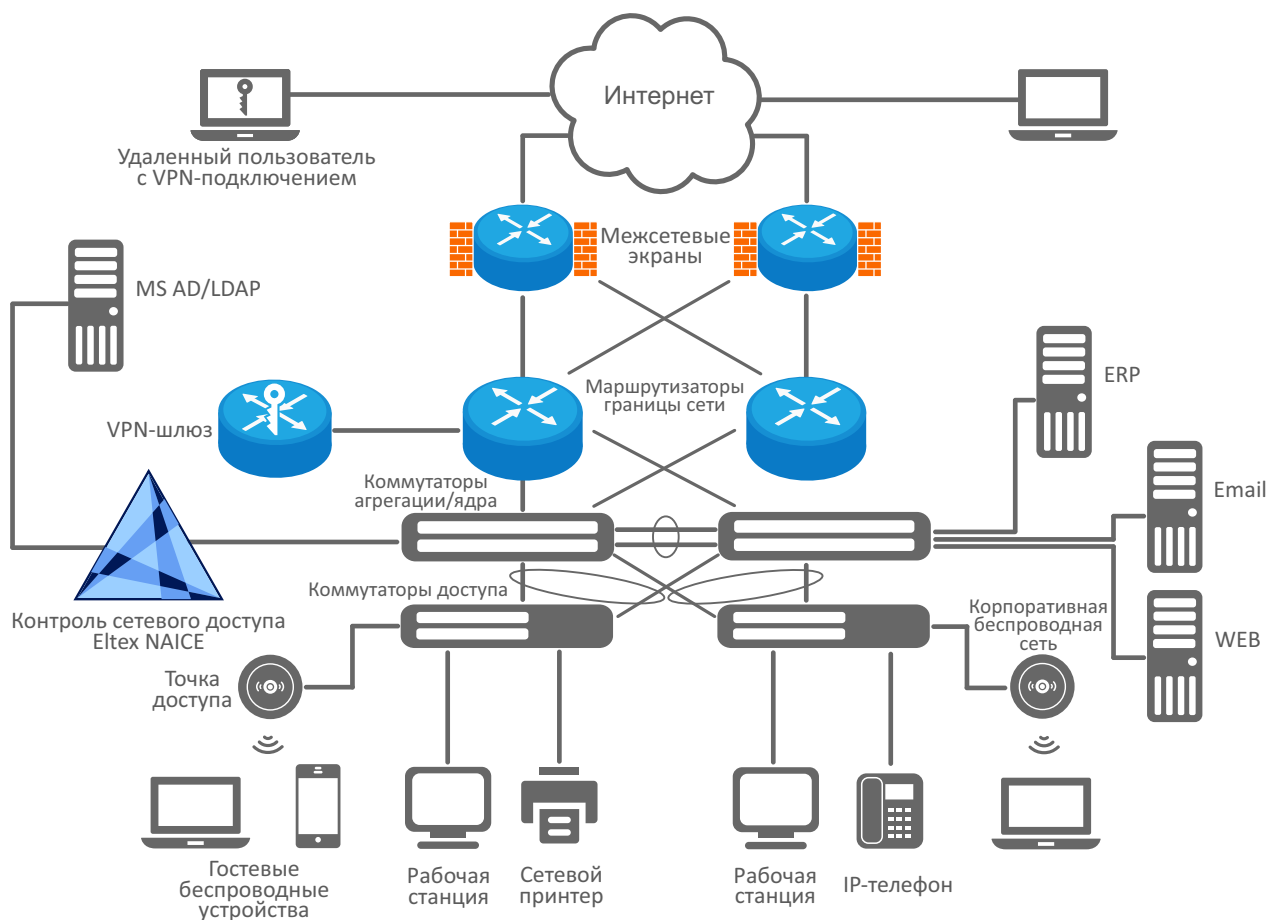 Интернет
Удаленный пользователь
с VPN-подключением
Межсетевые
экраны
MS AD/LDAP
Маршрутизаторы
границы сети
ERP
VPN-шлюз
Коммутаторы
агрегации/ядра
Email
Коммутаторы доступа
Контроль сетевого доступа
Eltex NAICE
Корпоративная
беспроводная
сеть
WEB
Точка
доступа
Гостевые
беспроводные
устройства
Рабочая
станция
Сетевой
принтер
Рабочая
станция
IP-телефон